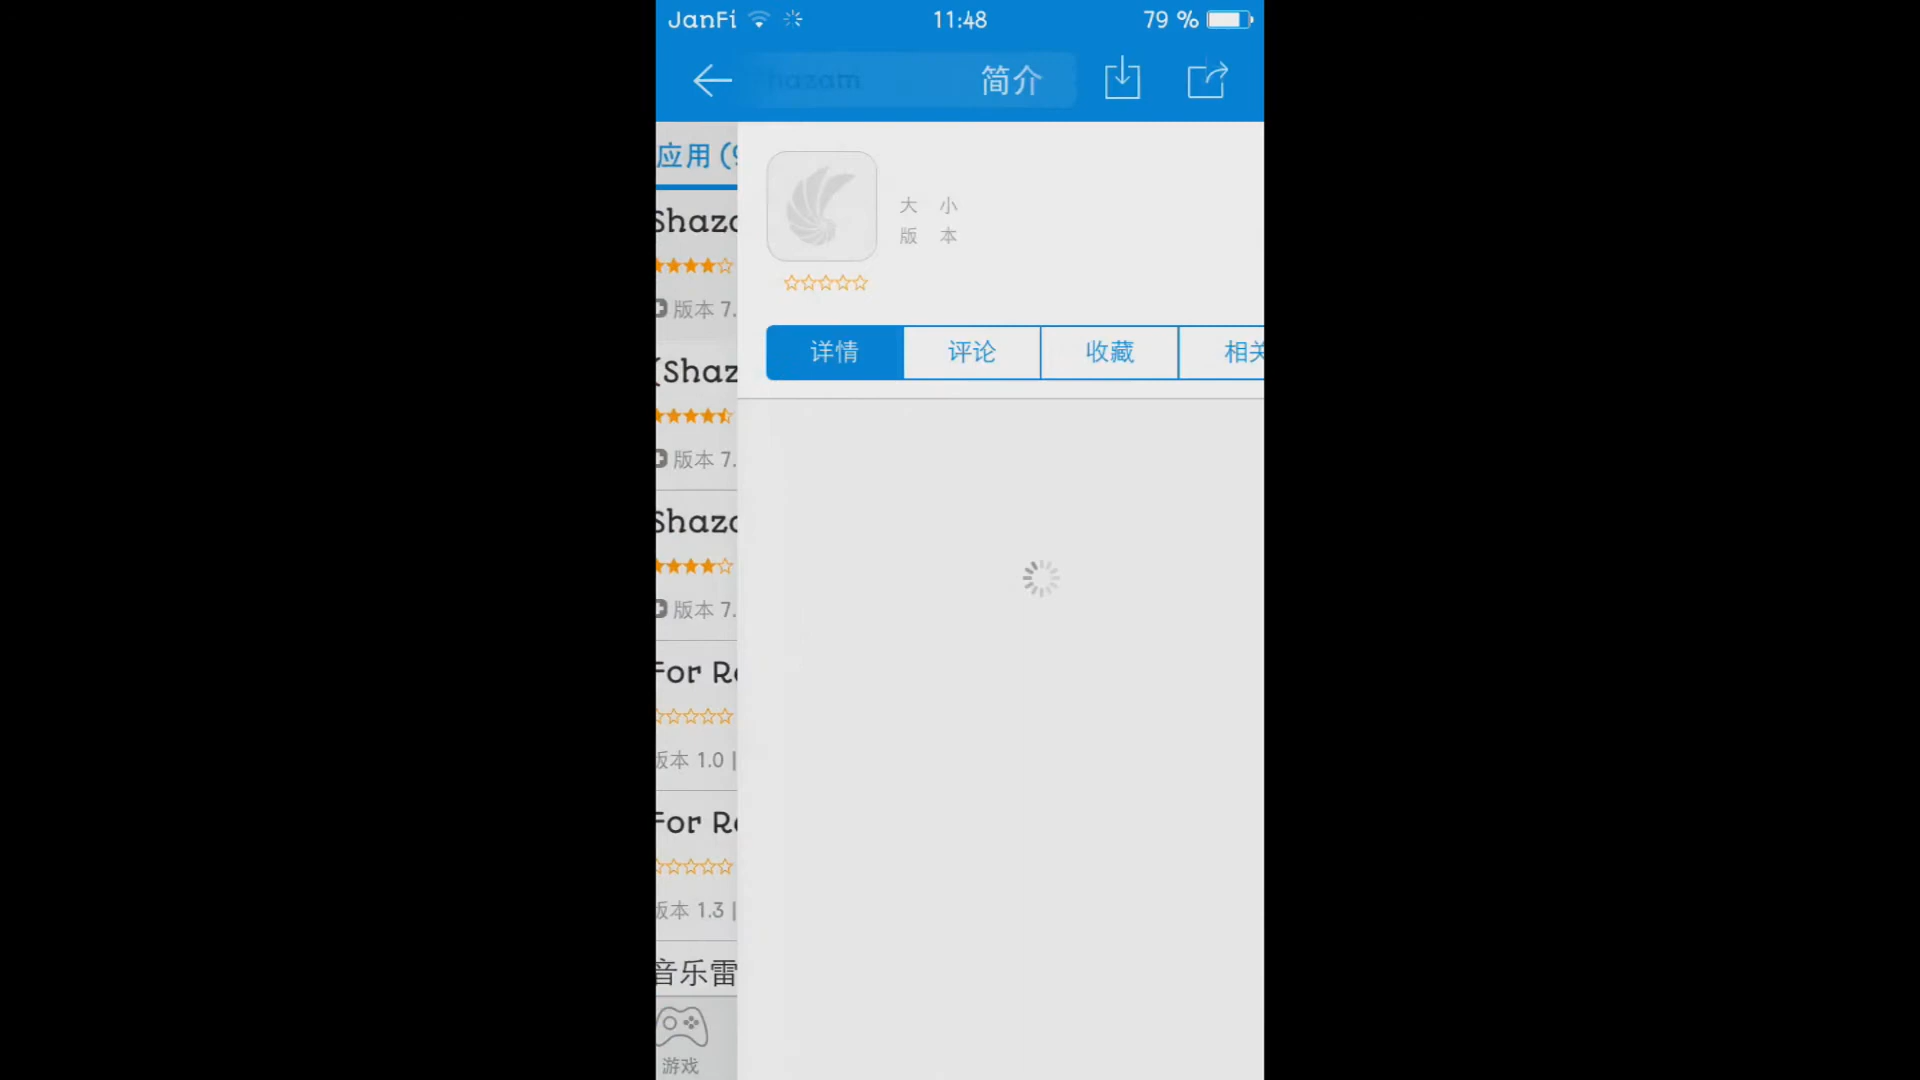 JanFi 11:48 79 %
简介
应用 (9
Shaz
版本 7.
(Shaz
版本 7.
Shaz
版本 7.
For R
版本 1.0 |
For R
版本 1.3 |
音乐雷
游戏
大 小
版 本
详情 评论 收藏 相关